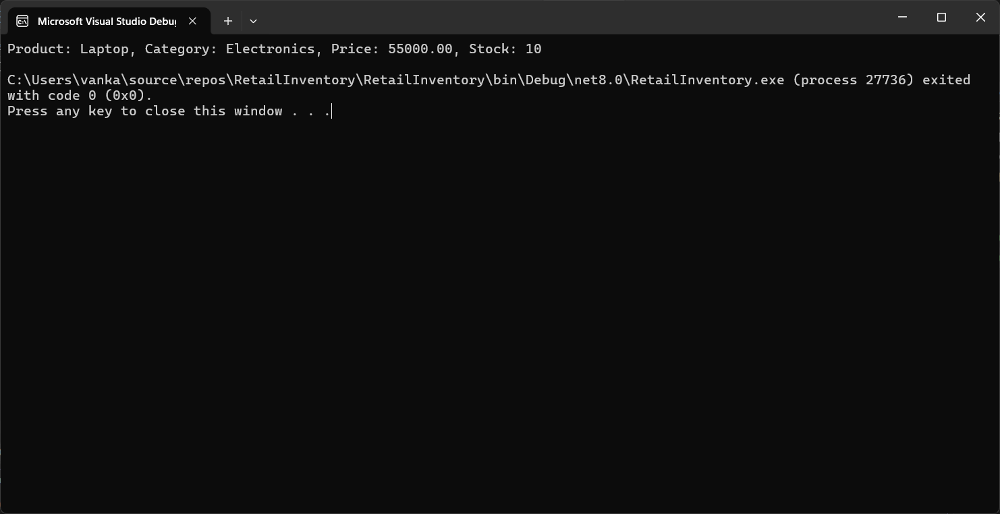 Microsoft Visual Studio Debug
Product: Laptop, Category: Electronics, Price: 55000.00, Stock: 10
C:\Users\vanka\source\repos\RetailInventory\RetailInventory\bin\Debug\net8.0\RetailInventory.exe (process 27736) exited
with code 0 (0x0).
Press any key to close this window . . .